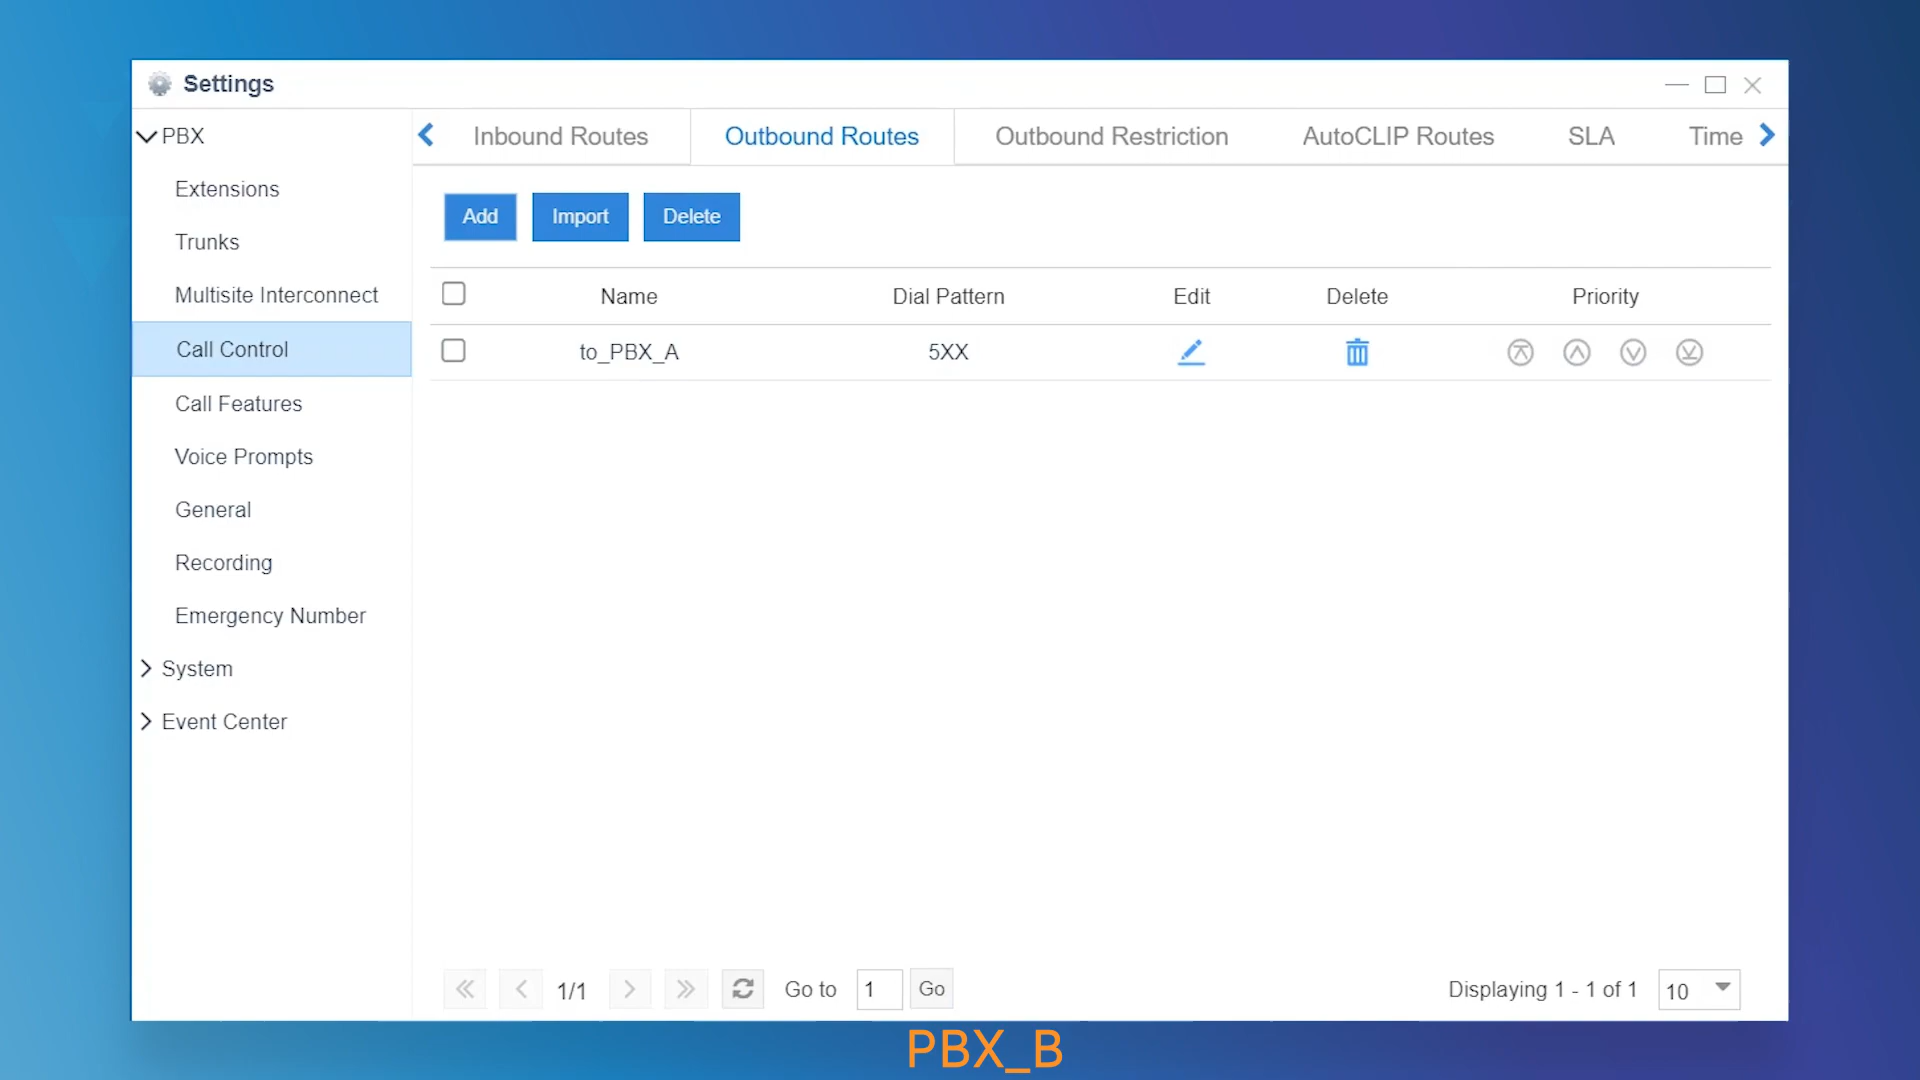 Settings
PBX
Extensions
Trunks
Multisite Interconnect
Call Control
Call Features
Voice Prompts
General
Recording
Emergency Number
System
Event Center
Inbound Routes Outbound Routes Outbound Restriction AutoCLIP Routes SLA Time
Add Import Delete
Name Dial Pattern Edit Delete Priority
to_PBX_A 5XX
1/1 Go to 1 Go Displaying 1 - 1 of 1 10
PBX_B